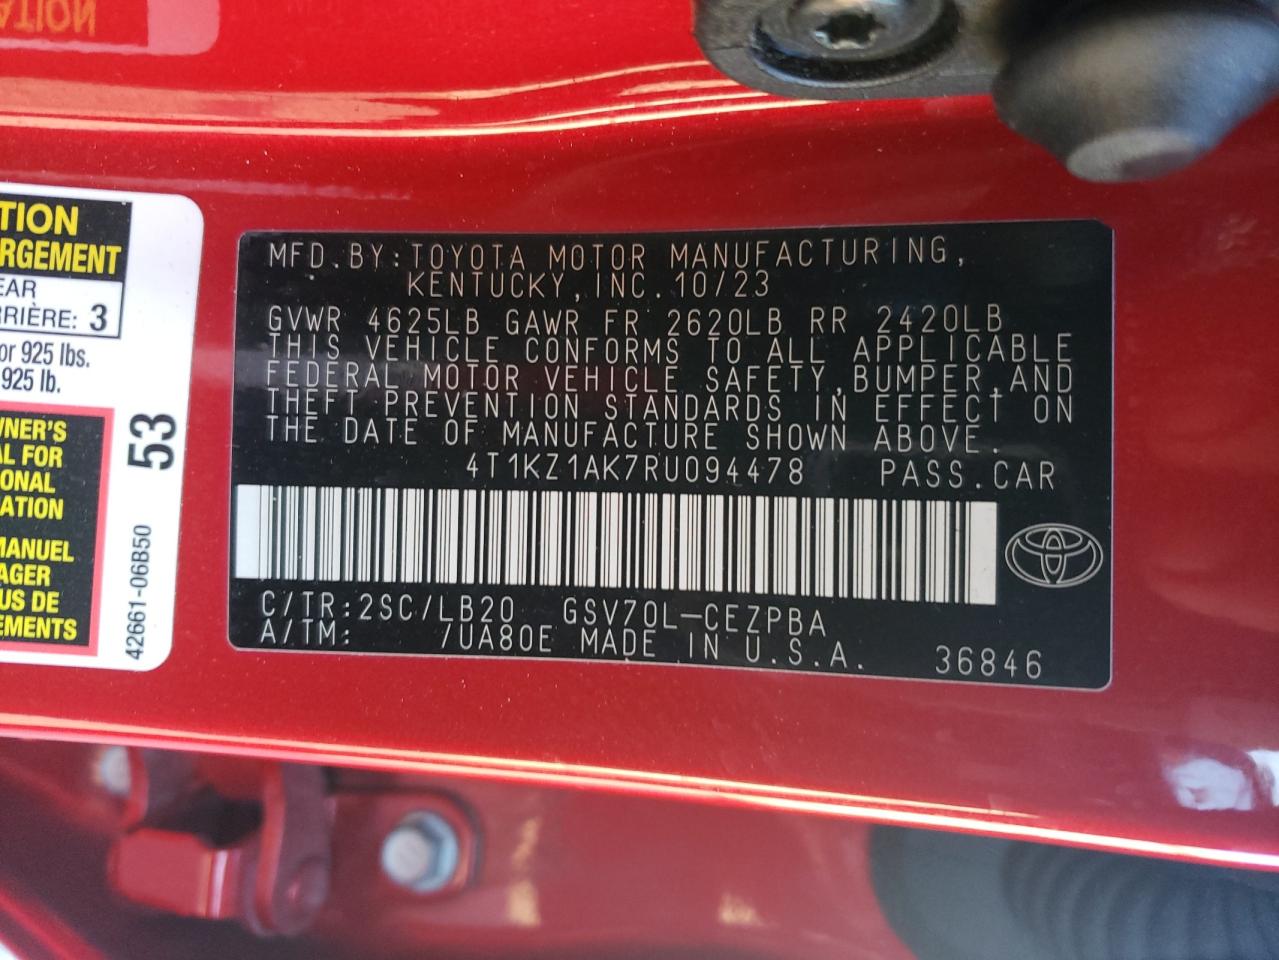 TION
RGEMENT
EAR
RRIÈRE: 3
or 925 lbs.
925 lb.
NER'S
L FOR
ONAL
ATION
MANUEL
AGER
US DE
EMENTS
53
42661-06B50
MFD.BY:TOYOTA MOTOR MANUFACTURING,
KENTUCKY,INC. 10/23
GVWR 4625LB GAWR FR 2620LB RR 2420LB
THIS VEHICLE CONFORMS TO ALL APPLICABLE
FEDERAL MOTOR VEHICLE SAFETY,BUMPER,AND
THEFT PREVENTION STANDARDS IN EFFECT ON
THE DATE OF MANUFACTURE SHOWN ABOVE.
4T1KZ1AK7RU094478 PASS.CAR
C/TR:2SC/LB20 GSV70L-CEZPBA
A/TM: /UA80E MADE IN U.S.A. 36846